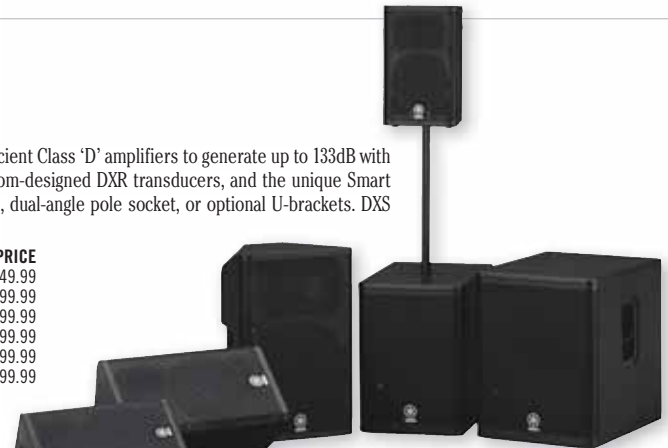 cient Class ‘D’ amplifiers to generate up to 133dB with
om-designed DXR transducers, and the unique Smart
, dual-angle pole socket, or optional U-brackets. DXS
PRICE
49.99
99.99
99.99
99.99
99.99
99.99